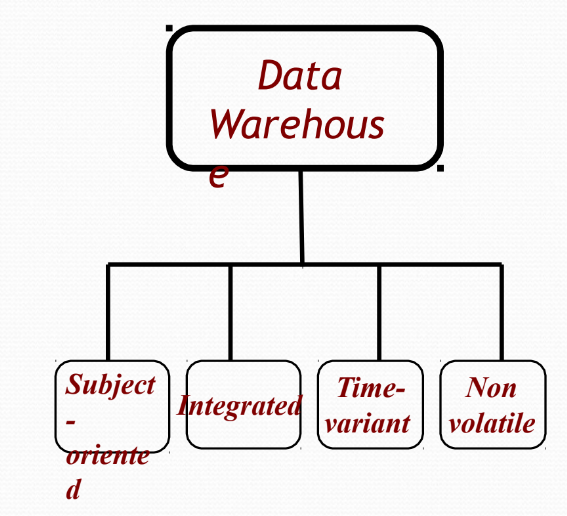 Data
Warehous
e
Subject
-
oriente
d
Integrated
Time-
variant
Non
volatile